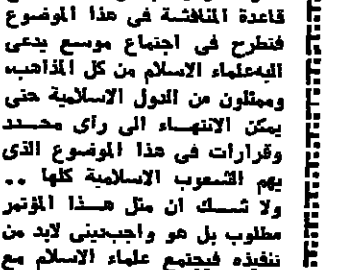 قاعدة المنافشة فى هذا الموضوع
فتطرح فى اجتماع موسع يدعى
اليه علماء الاسلام من كل المذاهب
وممثلون من الدول الاسلامية حتى
يمكن الانتهاء الى رأى محدد
وقرارات فى هذا الموضوع الذى
يهم الشعوب الاسلامية كلها ..
ولا شك ان مثل هذا المؤتمر
مطلوب بل هو واجب دينى لابد من
تنفيذه فيجتمع علماء الاسلام مع